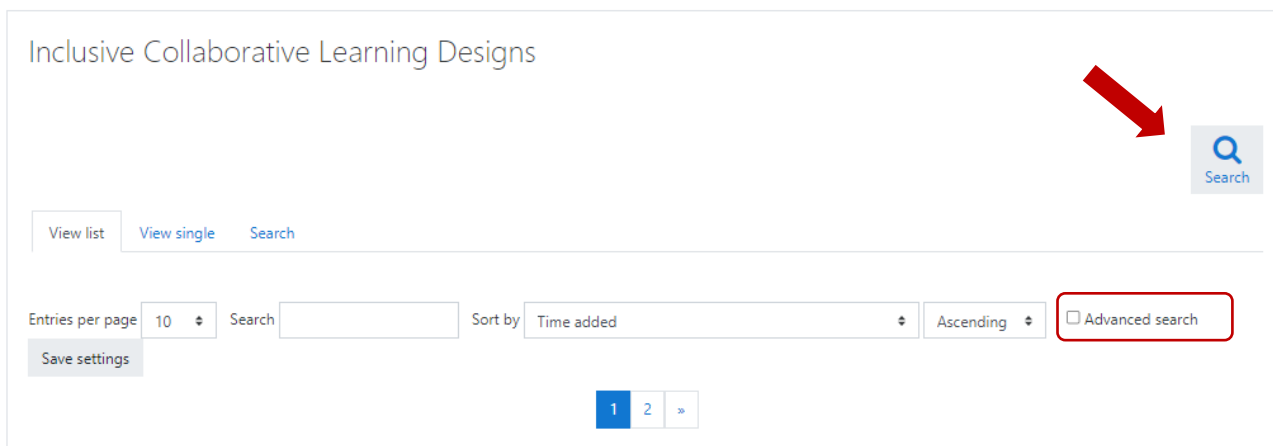 Inclusive Collaborative Learning Designs
Search
View list View single Search
Entries per page 10 Search Sort by Time added Ascending Advanced search
Save settings
1 2 »